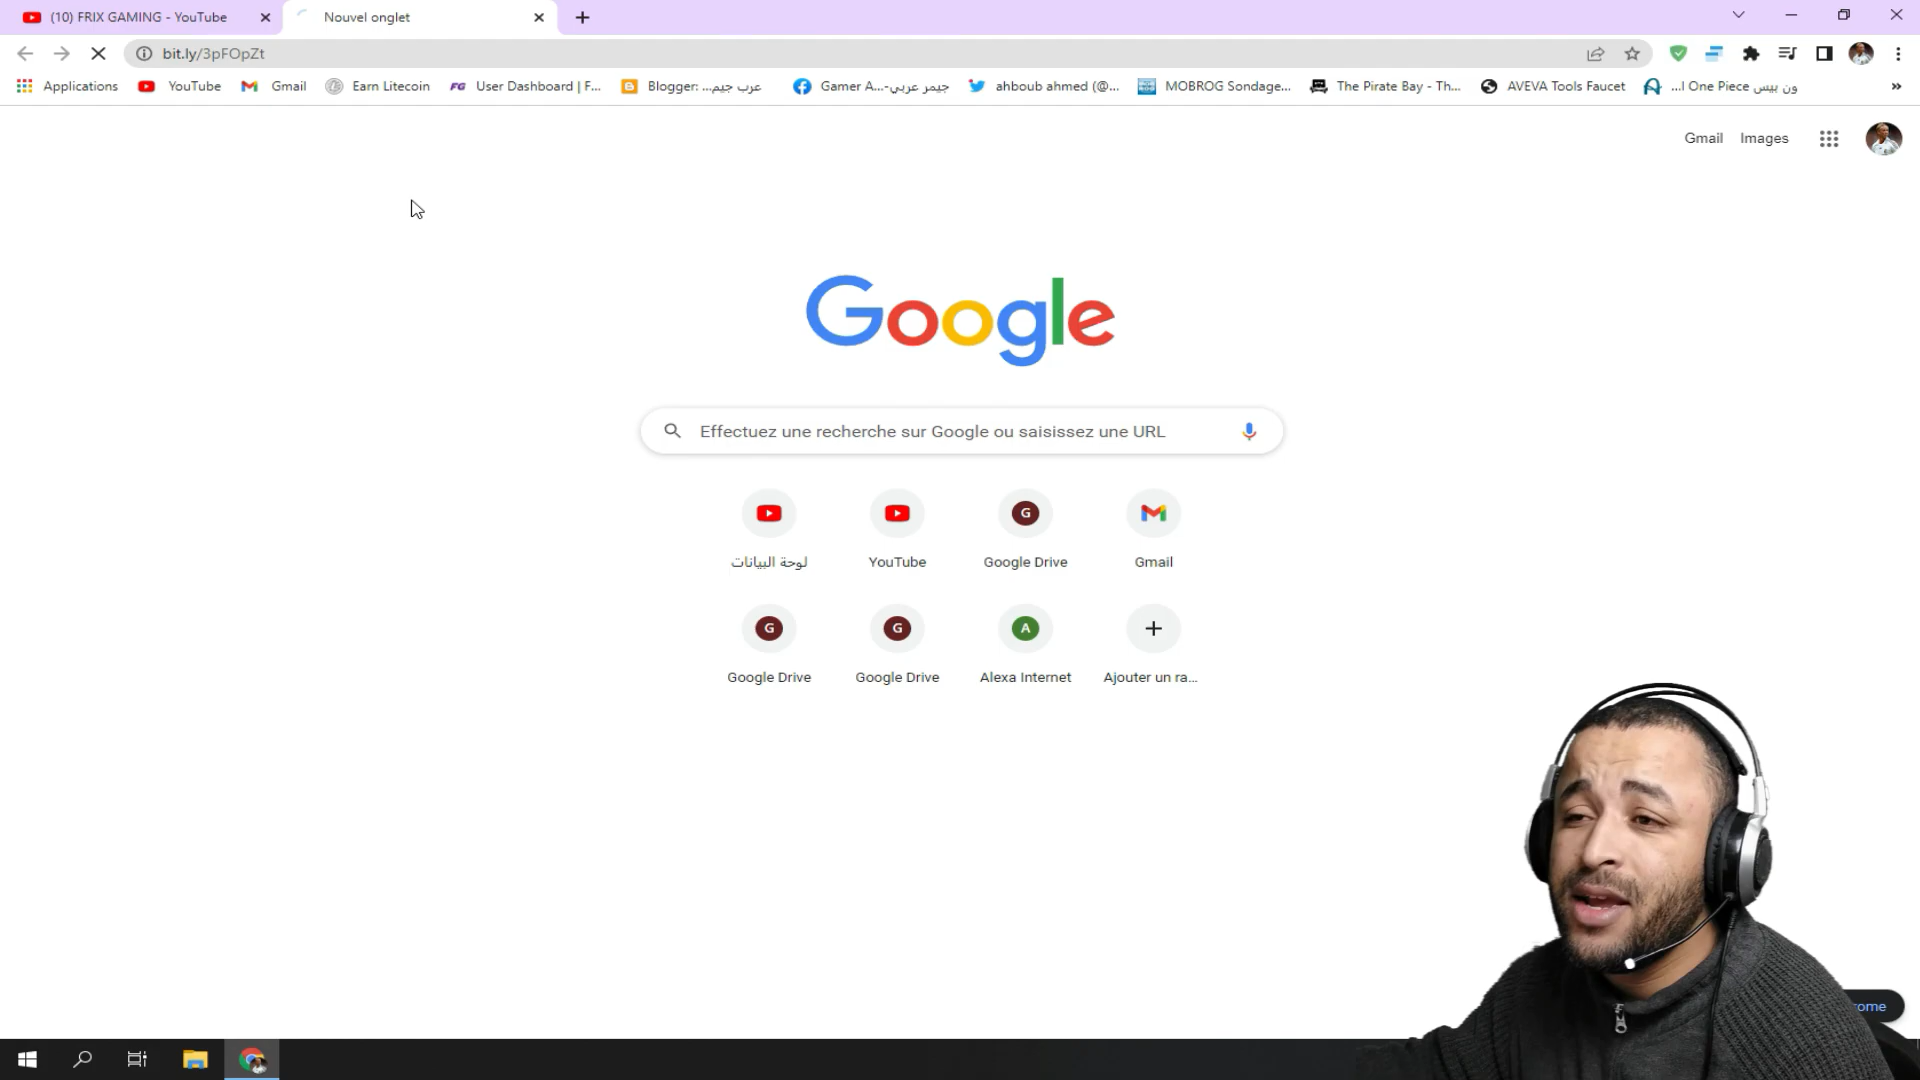 (10) FRIX GAMING - YouTube
Nouvel onglet
bit.ly/3pFOpZt
Applications
YouTube
Gmail
Earn Litecoin
FG User Dashboard | F...
Blogger: ...عرب جيم
Gamer A...-جيمر عربي
ahboub ahmed (@...
MOBROG Sondage...
The Pirate Bay - Th...
AVEVA Tools Faucet
...l One Piece ون بيس
Gmail
Images
Google
Effectuez une recherche sur Google ou saisissez une URL
G
لوحة البيانات
YouTube
Google Drive
Gmail
G
G
A
Google Drive
Google Drive
Alexa Internet
Ajouter un ra...